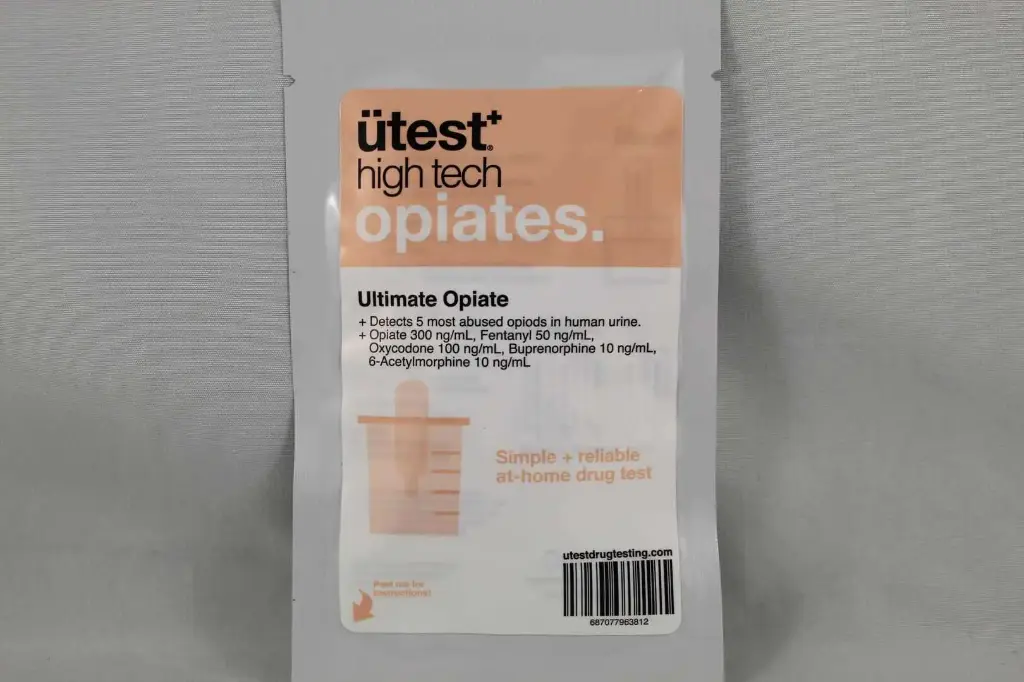 ütest+®
high tech
opiates.
Ultimate Opiate
+ Detects 5 most abused opiods in human urine.
+ Opiate 300 ng/mL, Fentanyl 50 ng/mL,
Oxycodone 100 ng/mL, Buprenorphine 10 ng/mL,
6-Acetylmorphine 10 ng/mL
Simple + reliable
at-home drug test
utestdrugtesting.com
Peel me for
instructions!
687077963812